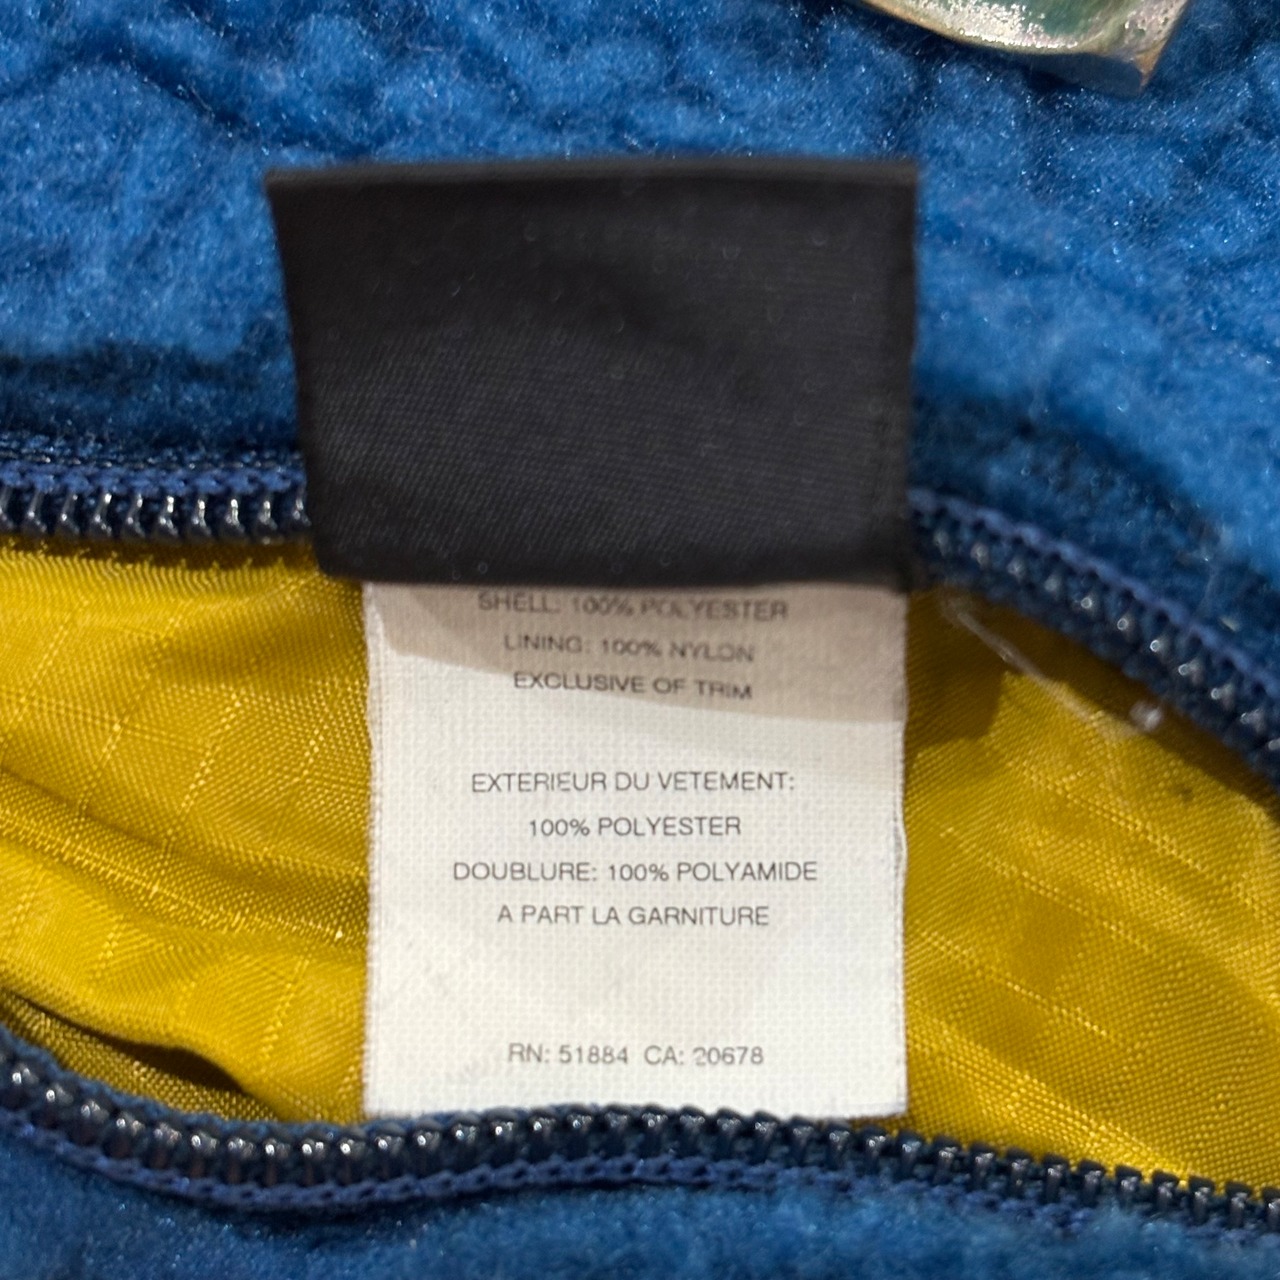 SHELL: 100% POLYESTER
LINING: 100% NYLON
EXCLUSIVE OF TRIM
EXTERIEUR DU VETEMENT:
100% POLYESTER
DOUBLURE: 100% POLYAMIDE
A PART LA GARNITURE
RN: 51884 CA: 20678